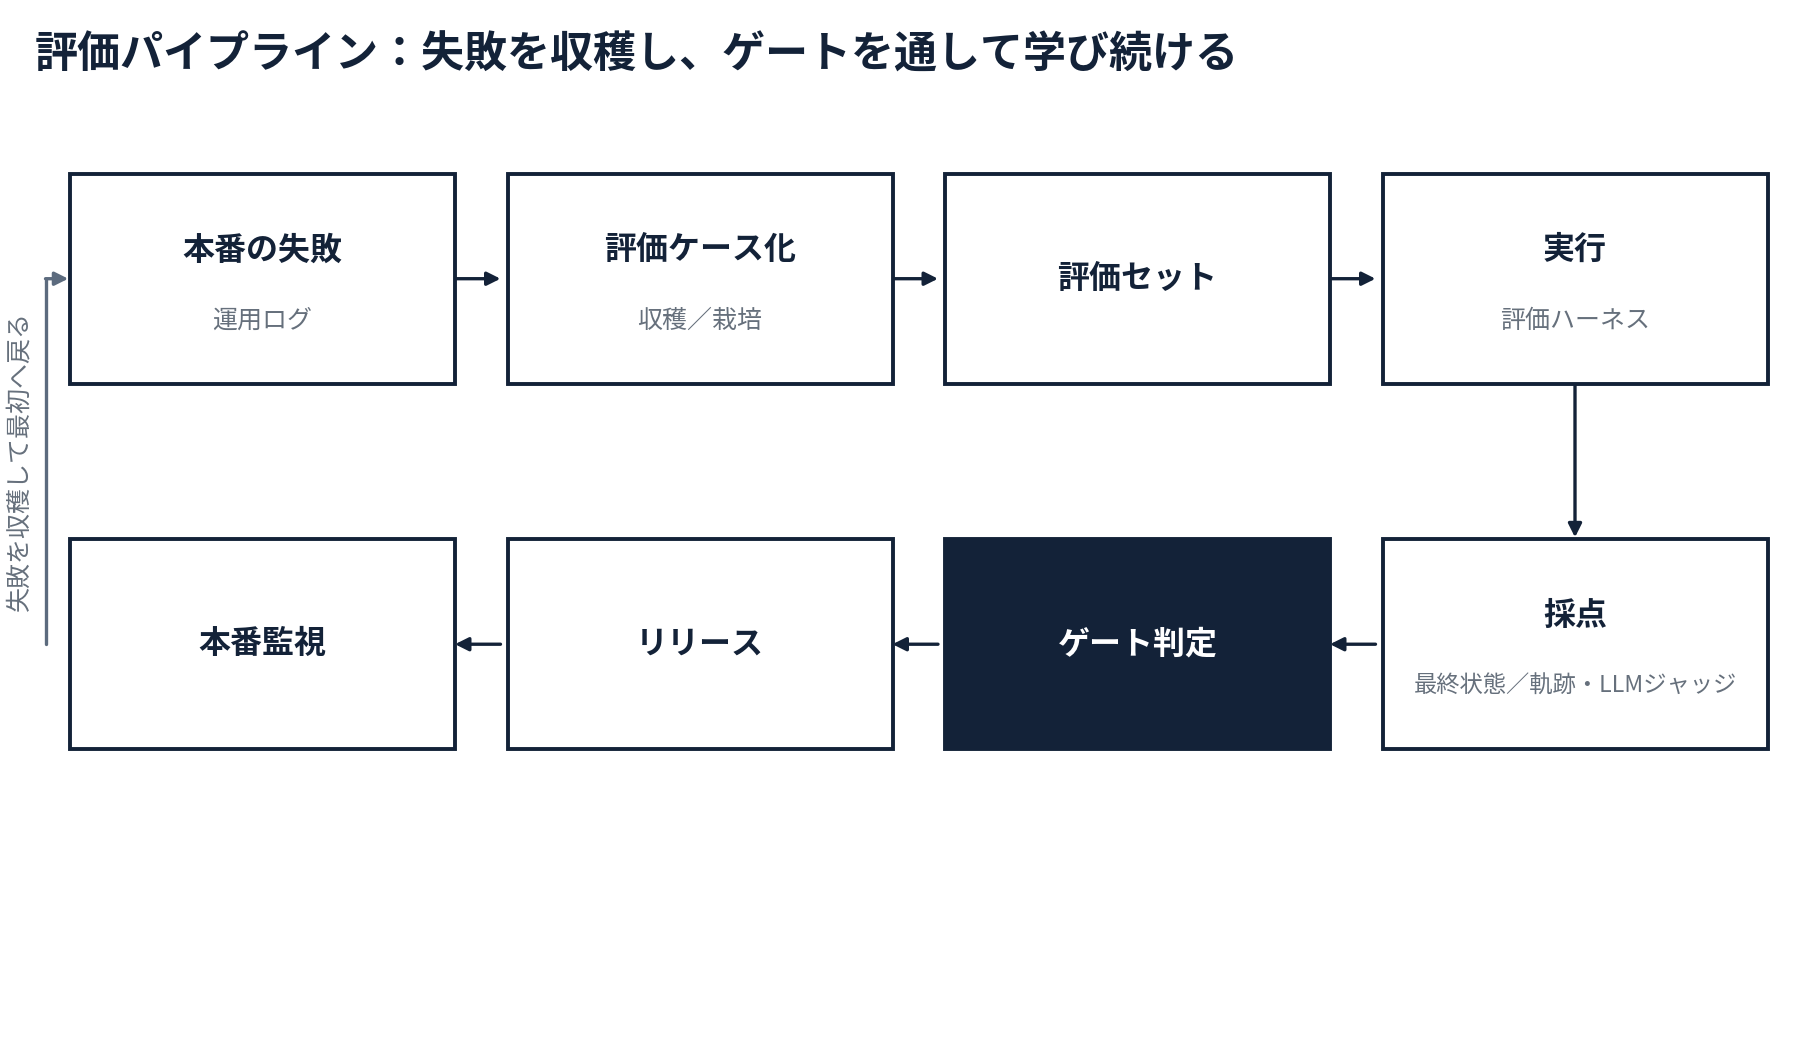 評価パイプライン：失敗を収穫し、ゲートを通して学び続ける
本番の失敗
運用ログ
評価ケース化
収穫／栽培
評価セット
実行
評価ハーネス
失敗を収穫して最初へ戻る
本番監視
リリース
ゲート判定
採点
最終状態／軌跡・LLMジャッジ